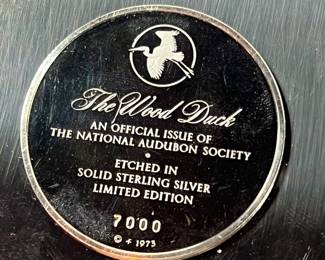 The Wood Duck
AN OFFICIAL ISSUE OF
THE NATIONAL AUDUBON SOCIETY
•
ETCHED IN
SOLID STERLING SILVER
LIMITED EDITION
7000
© 1973